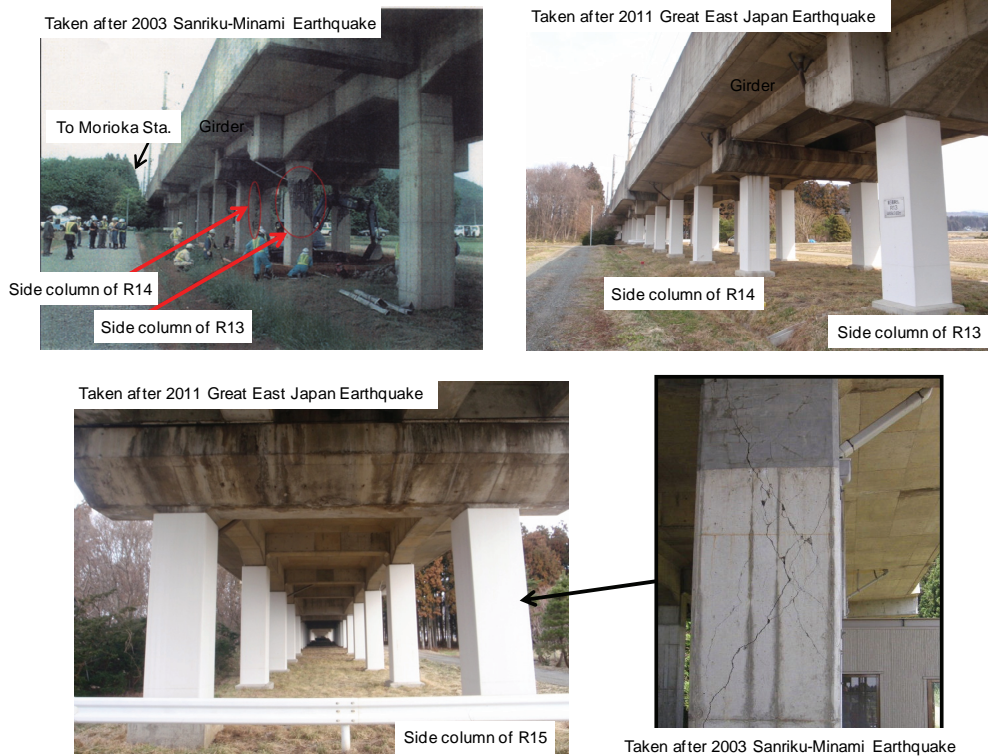 Taken after 2003 Sanriku-Minami Earthquake
Taken after 2011 Great East Japan Earthquake
To Morioka Sta.
Girder
Girder
Side column of R14
Side column of R13
Side column of R14
Side column of R13
Taken after 2011 Great East Japan Earthquake
Side column of R15
Taken after 2003 Sanriku-Minami Earthquake